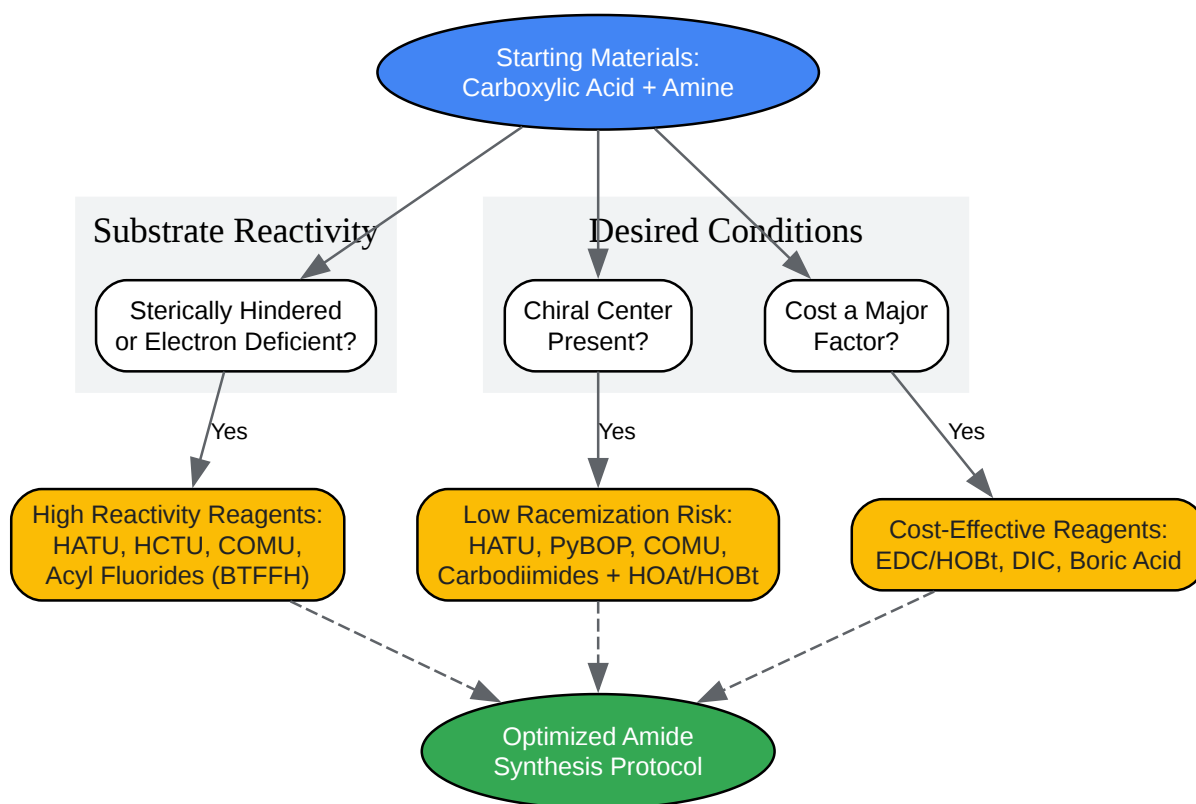 Starting Materials:
Carboxylic Acid + Amine
Substrate Reactivity
Desired Conditions
Sterically Hindered
or Electron Deficient?
Chiral Center
Present?
Cost a Major
Factor?
Yes
Yes
Yes
High Reactivity Reagents:
HATU, HCTU, COMU,
Acyl Fluorides (BTFFH)
Low Racemization Risk:
HATU, PyBOP, COMU,
Carbodiimides + HOAt/HOBt
Cost-Effective Reagents:
EDC/HOBt, DIC, Boric Acid
Optimized Amide
Synthesis Protocol